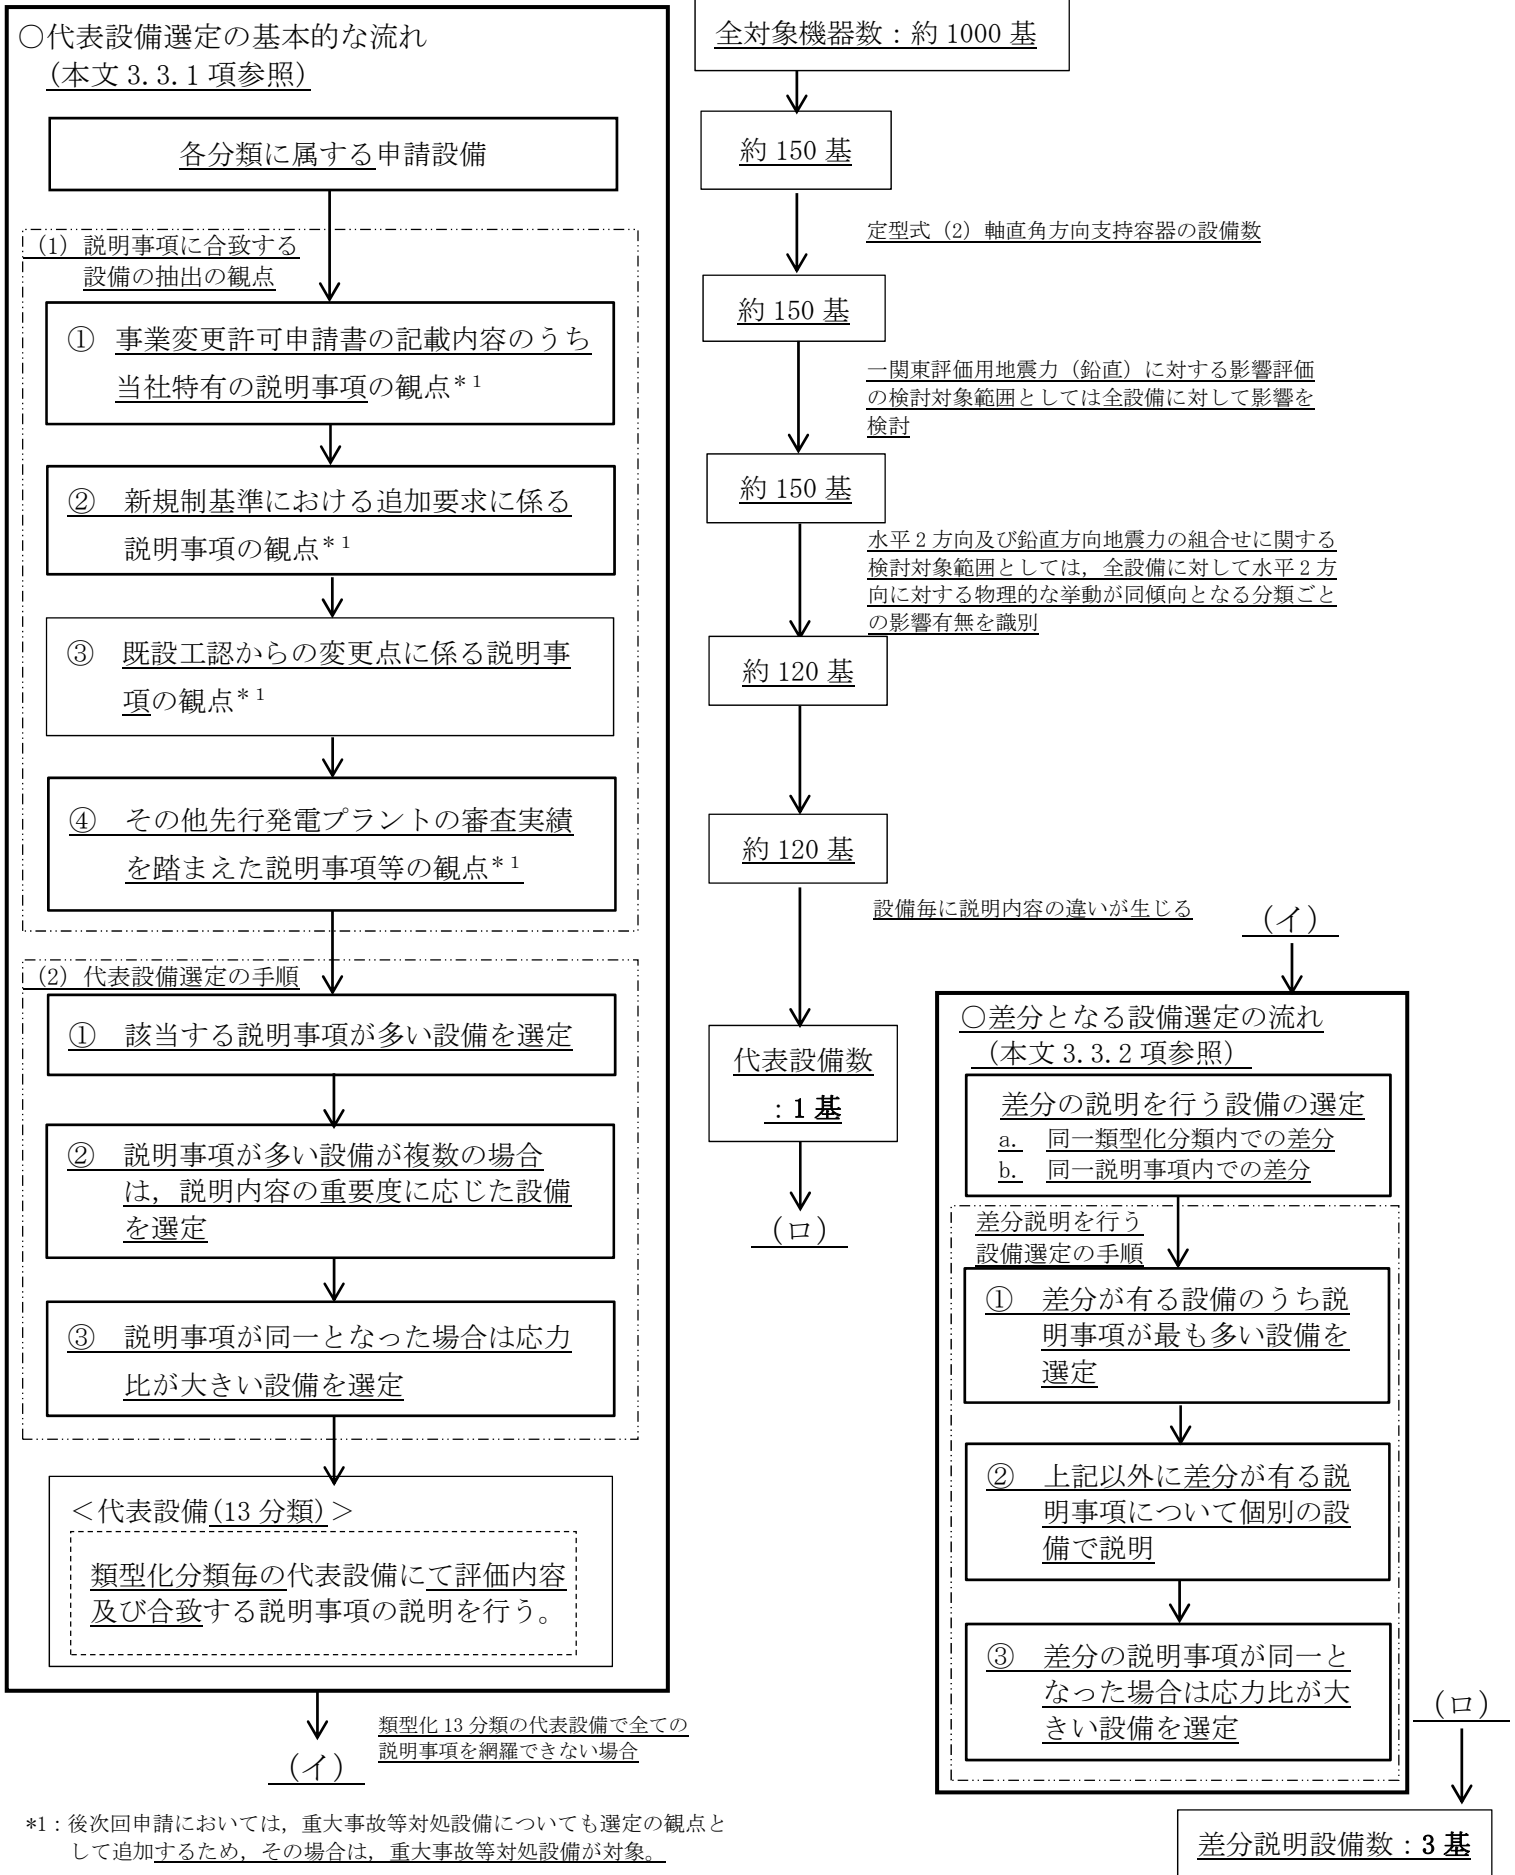 ○代表設備選定の基本的な流れ
(本文 3.3.1 項参照)
各分類に属する申請設備
(1) 説明事項に合致する
設備の抽出の観点
① 事業変更許可申請書の記載内容のうち
当社特有の説明事項の観点*1
② 新規制基準における追加要求に係る
説明事項の観点*1
③ 既設工認からの変更点に係る説明事
項の観点*1
④ その他先行発電プラントの審査実績
を踏まえた説明事項等の観点*1
(2) 代表設備選定の手順
① 該当する説明事項が多い設備を選定
② 説明事項が多い設備が複数の場合
は，説明内容の重要度に応じた設備
を選定
③ 説明事項が同一となった場合は応力
比が大きい設備を選定
＜代表設備(13 分類)＞
類型化分類毎の代表設備にて評価内容
及び合致する説明事項の説明を行う。
類型化 13 分類の代表設備で全ての
説明事項を網羅できない場合
(イ)
*1：後次回申請においては，重大事故等対処設備についても選定の観点と
して追加するため，その場合は，重大事故等対処設備が対象。
全対象機器数：約 1000 基
約 150 基
定型式（2）軸直角方向支持容器の設備数
約 150 基
一関東評価用地震力（鉛直）に対する影響評価
の検討対象範囲としては全設備に対して影響を
検討
約 150 基
水平 2 方向及び鉛直方向地震力の組合せに関する
検討対象範囲としては，全設備に対して水平 2 方
向に対する物理的な挙動が同傾向となる分類ごと
の影響有無を識別
約 120 基
約 120 基
設備毎に説明内容の違いが生じる
代表設備数
：1 基
(ロ)
(イ)
○差分となる設備選定の流れ
(本文 3.3.2 項参照)
差分の説明を行う設備の選定
a. 同一類型化分類内での差分
b. 同一説明事項内での差分
差分説明を行う
設備選定の手順
① 差分が有る設備のうち説
明事項が最も多い設備を
選定
② 上記以外に差分が有る説
明事項について個別の設
備で説明
③ 差分の説明事項が同一と
なった場合は応力比が大
きい設備を選定
(ロ)
差分説明設備数：3 基